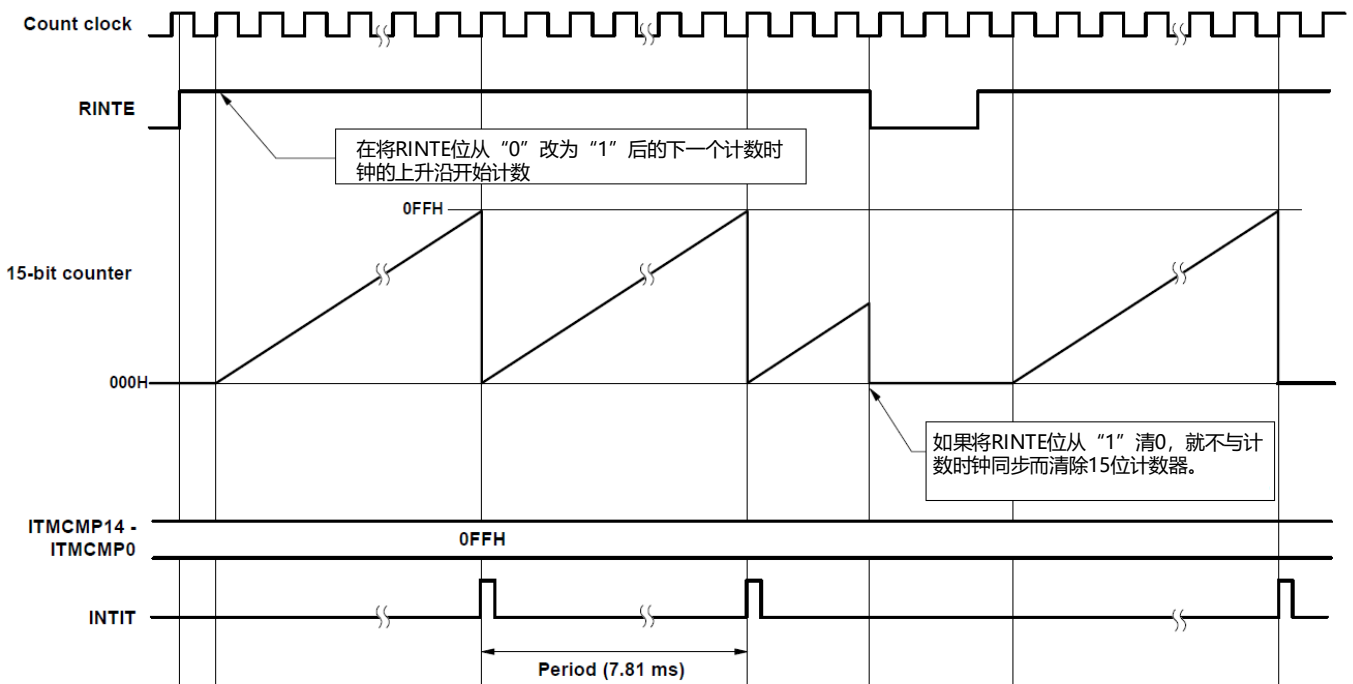 Count clock
RINTE
在将RINTE位从“0”改为“1”后的下一个计数时
钟的上升沿开始计数
0FFH
15-bit counter
000H
如果将RINTE位从“1”清0，就不与计
数时钟同步而清除15位计数器。
ITMCMP14 -
ITMCMP0
0FFH
INTIT
Period (7.81 ms)